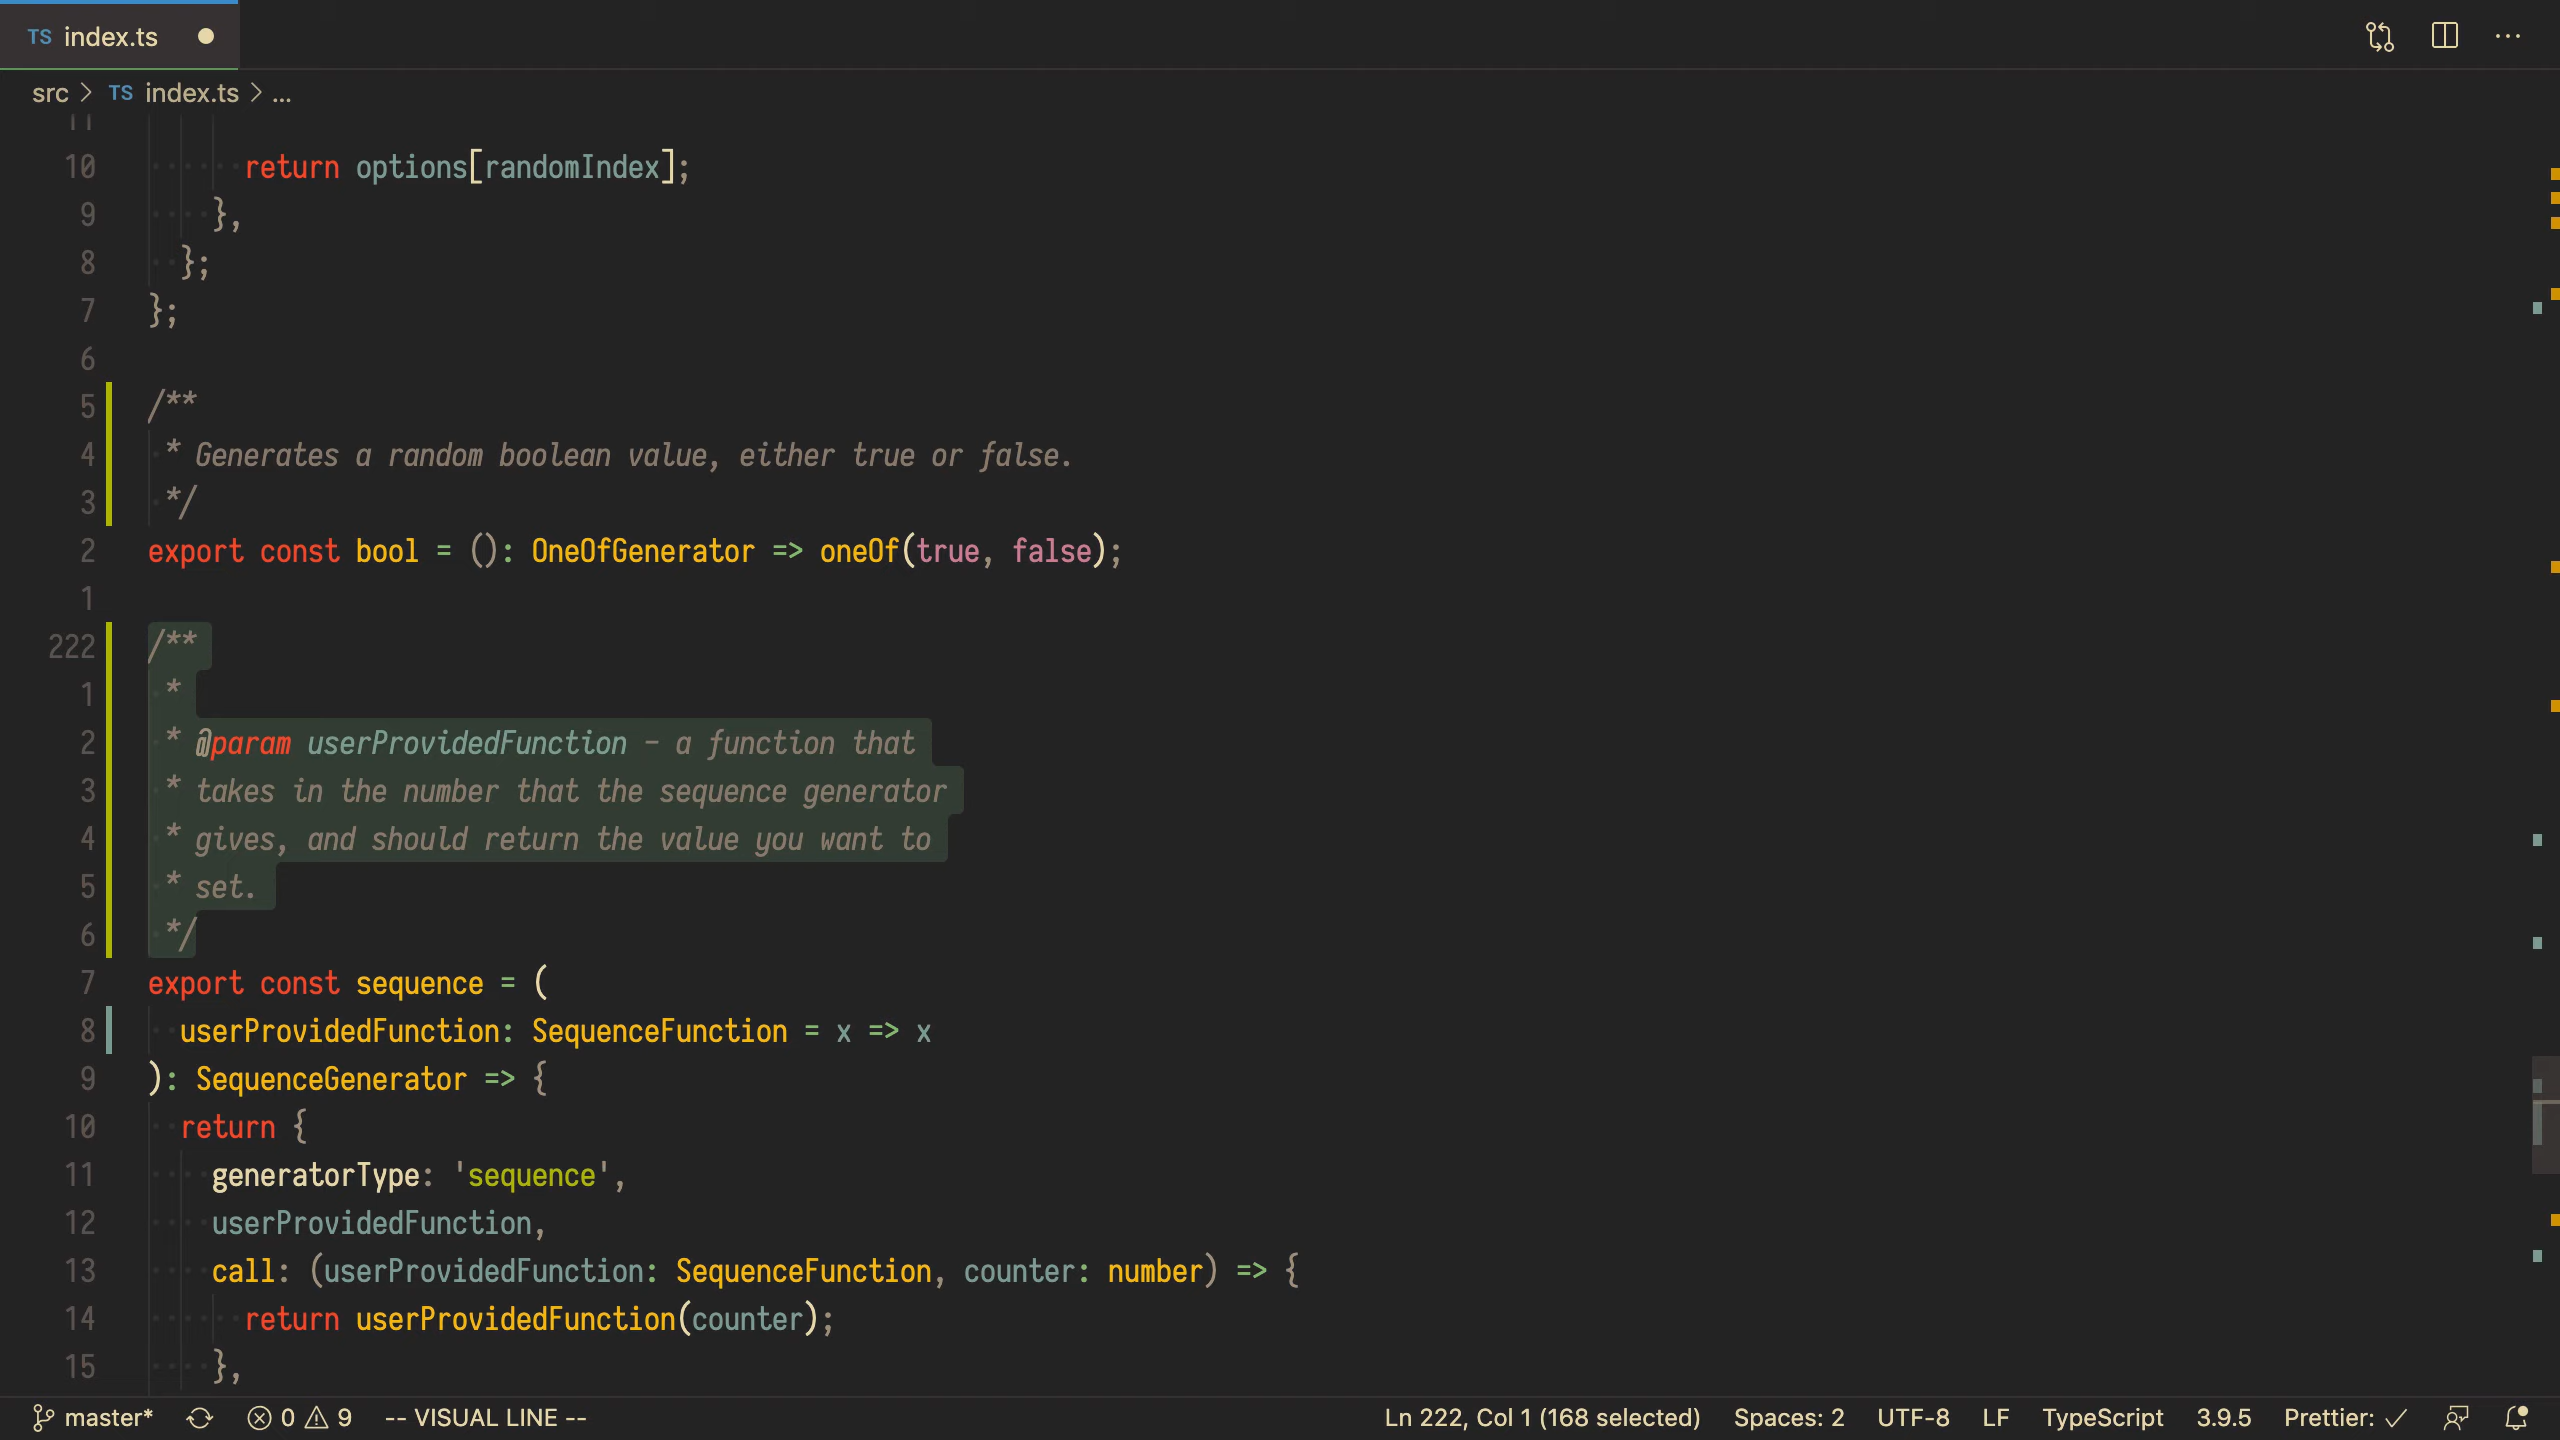 TS index.ts
src > TS index.ts > ...
11
10 return options[randomIndex];
9 },
8 };
7 };
6
5 /**
4 * Generates a random boolean value, either true or false.
3 */
2 export const bool = (): OneOfGenerator => oneOf(true, false);
1
222 /**
1 *
2 * @param userProvidedFunction - a function that
3 * takes in the number that the sequence generator
4 * gives, and should return the value you want to
5 * set.
6 */
7 export const sequence = (
8 userProvidedFunction: SequenceFunction = x => x
9 ): SequenceGenerator => {
10 return {
11 generatorType: 'sequence',
12 userProvidedFunction,
13 call: (userProvidedFunction: SequenceFunction, counter: number) => {
14 return userProvidedFunction(counter);
15 },
master* 0 9 -- VISUAL LINE -- Ln 222, Col 1 (168 selected) Spaces: 2 UTF-8 LF TypeScript 3.9.5 Prettier: ✓